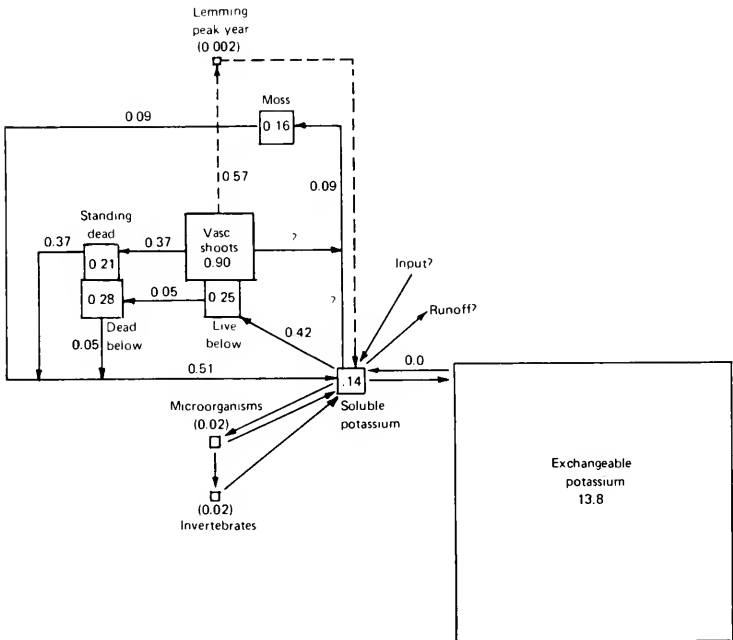 Lemming
peak year
(0 002)
Moss
0 16
0 09
0.57
0.09
Standing
dead
0.37
0 21
0.37
Vasc
shoots
0.90
?
Input?
0 28
0 05
0 25
?
Runoff?
Dead
below
0.05
Live
below
0.42
0.51
.14
0.0
Soluble
potassium
Microorganisms
(0.02)
(0.02)
Invertebrates
Exchangeable
potassium
13.8